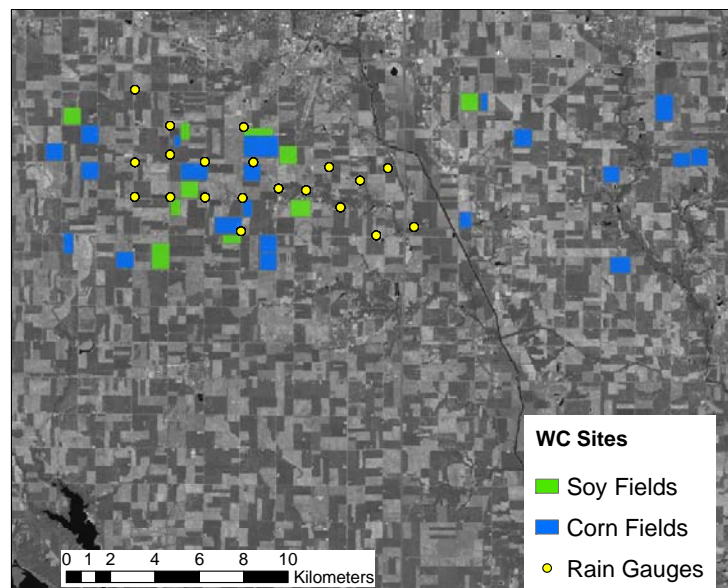 WC Sites
Soy Fields
Corn Fields
Rain Gauges
0 1 2 4 6 8 10
Kilometers